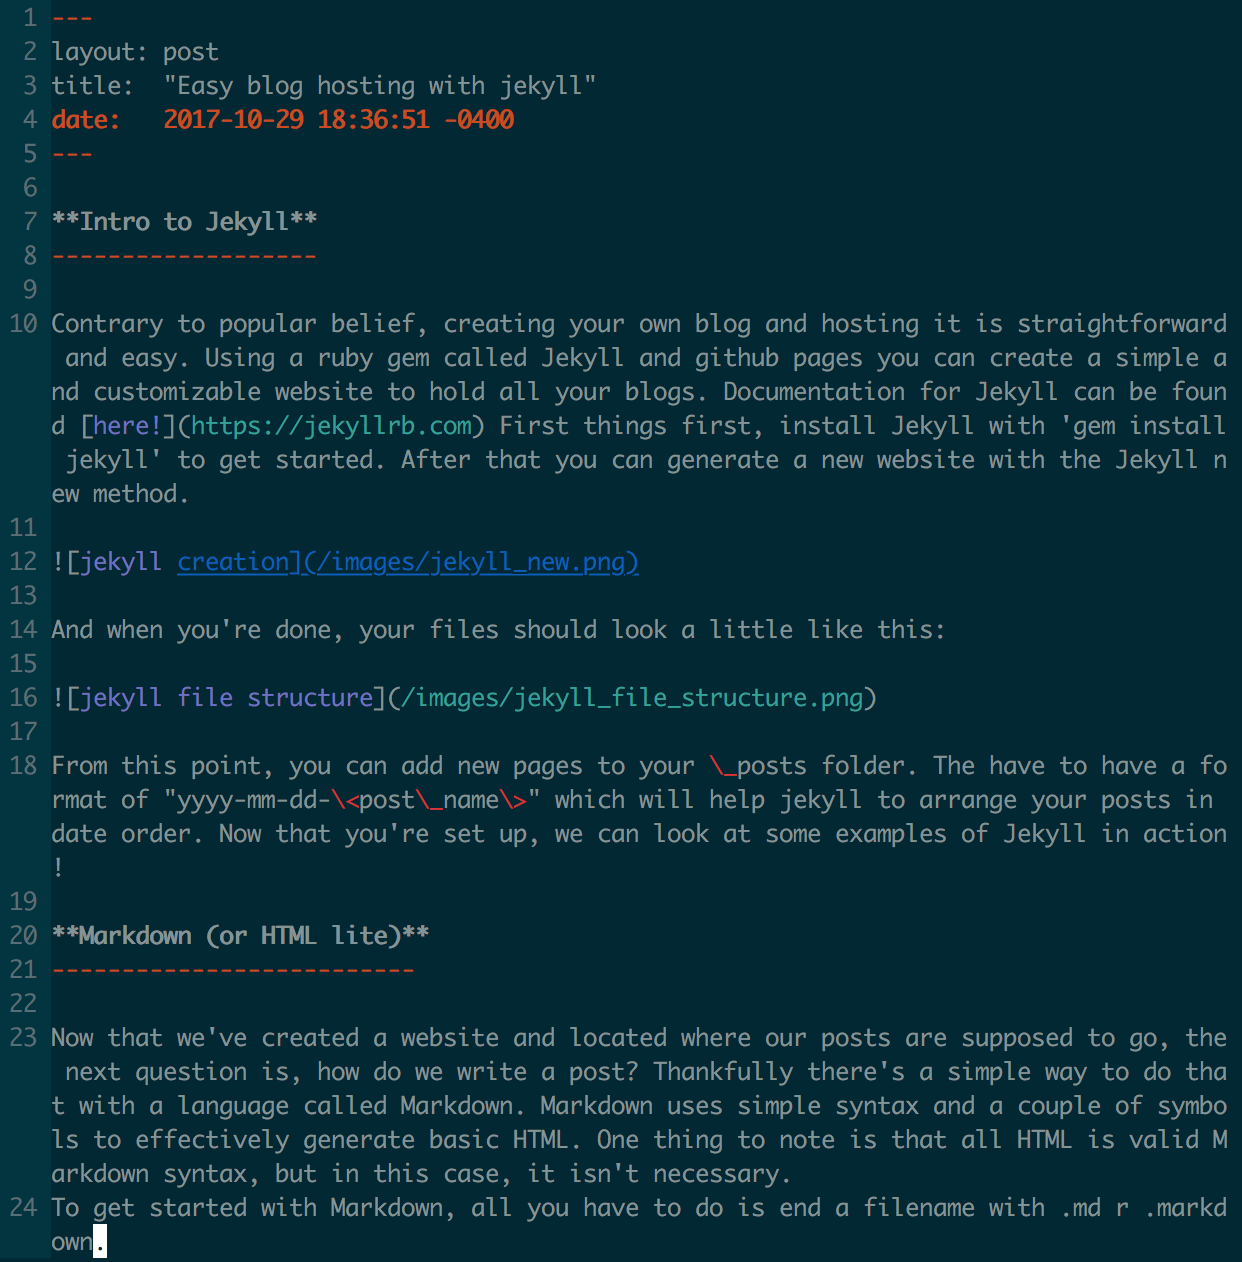 1 ---
2 layout: post
3 title:  "Easy blog hosting with jekyll"
4 date:   2017-10-29 18:36:51 -0400
5 ---
6
7 **Intro to Jekyll**
8 -------------------
9
10 Contrary to popular belief, creating your own blog and hosting it is straightforward
 and easy. Using a ruby gem called Jekyll and github pages you can create a simple a
nd customizable website to hold all your blogs. Documentation for Jekyll can be foun
d [here!](https://jekyllrb.com) First things first, install Jekyll with 'gem install
 jekyll' to get started. After that you can generate a new website with the Jekyll n
ew method.
11
12 ![jekyll creation](/images/jekyll_new.png)
13
14 And when you're done, your files should look a little like this:
15
16 ![jekyll file structure](/images/jekyll_file_structure.png)
17
18 From this point, you can add new pages to your \_posts folder. The have to have a fo
rmat of "yyyy-mm-dd-\<post\_name\>" which will help jekyll to arrange your posts in
date order. Now that you're set up, we can look at some examples of Jekyll in action
!
19
20 **Markdown (or HTML lite)**
21 --------------------------
22
23 Now that we've created a website and located where our posts are supposed to go, the
 next question is, how do we write a post? Thankfully there's a simple way to do tha
t with a language called Markdown. Markdown uses simple syntax and a couple of symbo
ls to effectively generate basic HTML. One thing to note is that all HTML is valid M
arkdown syntax, but in this case, it isn't necessary.
24 To get started with Markdown, all you have to do is end a filename with .md r .markd
own.